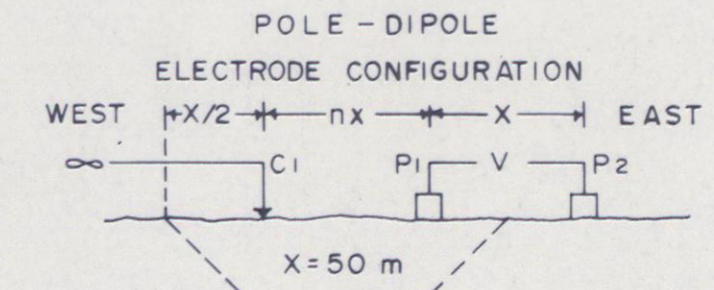 POLE-DIPOLE
ELECTRODE CONFIGURATION
WEST X/2 nx X EAST
∞ C1 P1 V P2
X=50 m